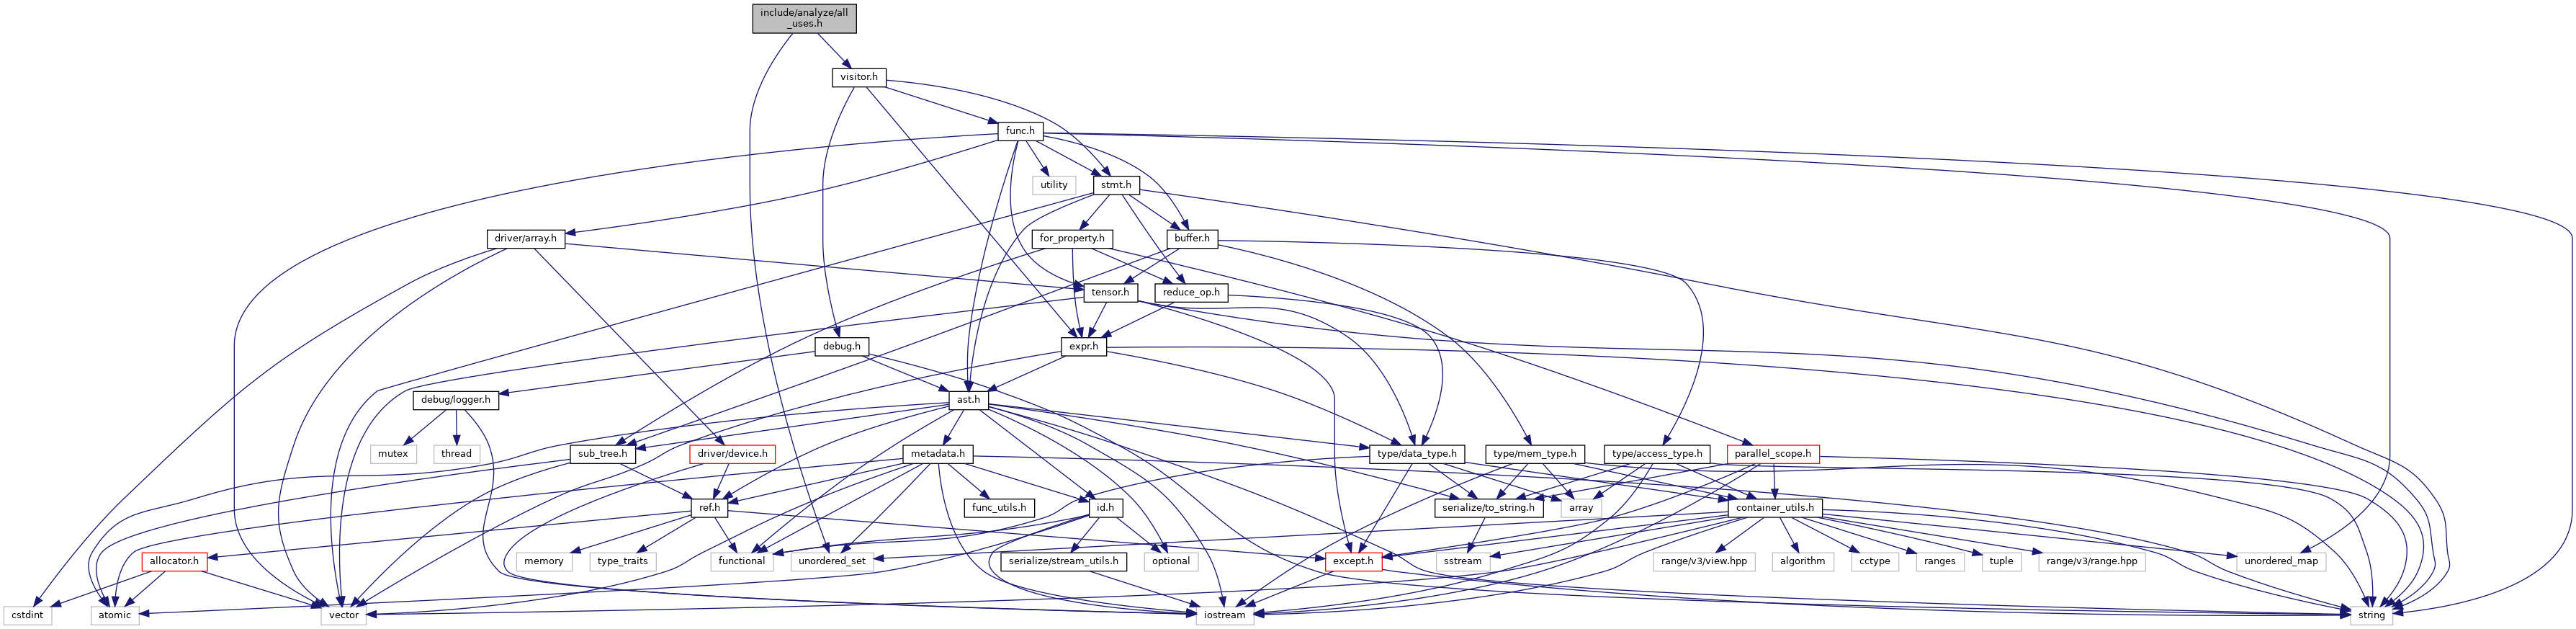 include/analyze/all
_uses.h
visitor.h
func.h
utility
stmt.h
driver/array.h
for_property.h
buffer.h
tensor.h
reduce_op.h
debug.h
expr.h
debug/logger.h
ast.h
mutex
thread
sub_tree.h
driver/device.h
metadata.h
type/data_type.h
type/mem_type.h
type/access_type.h
parallel_scope.h
ref.h
func_utils.h
id.h
serialize/to_string.h
array
container_utils.h
allocator.h
memory
type_traits
functional
unordered_set
serialize/stream_utils.h
optional
except.h
sstream
range/v3/view.hpp
algorithm
cctype
ranges
tuple
range/v3/range.hpp
unordered_map
cstdint
atomic
vector
iostream
string